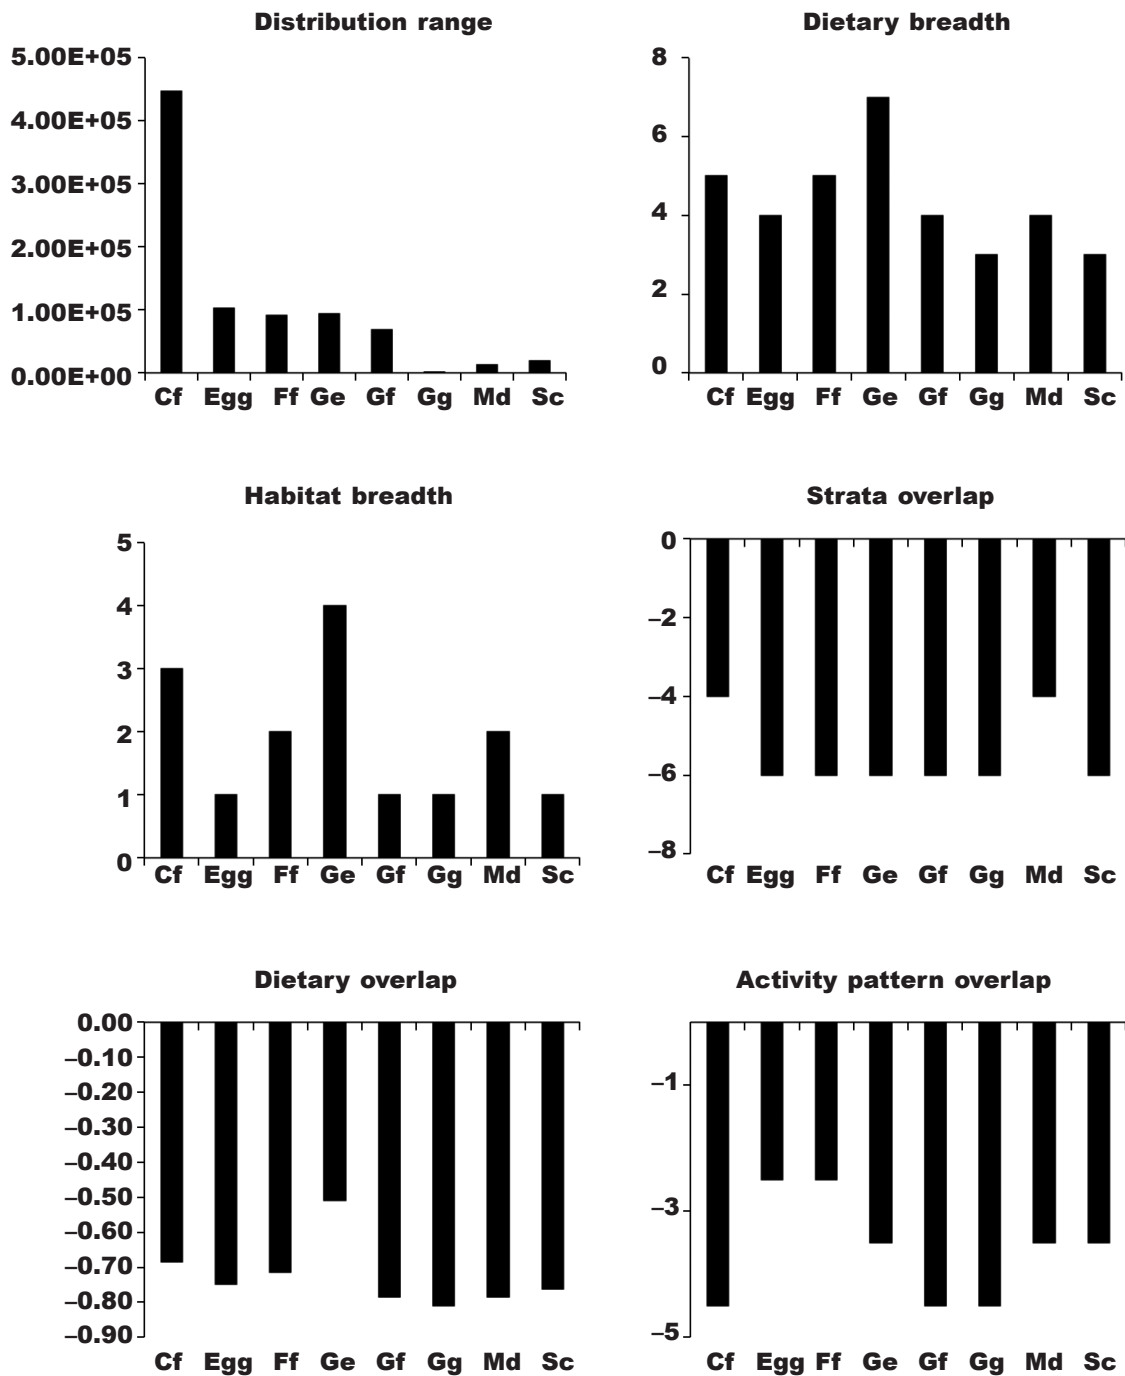 Distribution range
5.00E+05
4.00E+05
3.00E+05
2.00E+05
1.00E+05
0.00E+00
Cf Egg Ff Ge Gf Gg Md Sc
Dietary breadth
8
6
4
2
0
Cf Egg Ff Ge Gf Gg Md Sc
Habitat breadth
5
4
3
2
1
0
Cf Egg Ff Ge Gf Gg Md Sc
Strata overlap
0
–2
–4
–6
–8
Cf Egg Ff Ge Gf Gg Md Sc
Dietary overlap
0.00
–0.10
–0.20
–0.30
–0.40
–0.50
–0.60
–0.70
–0.80
–0.90
Cf Egg Ff Ge Gf Gg Md Sc
Activity pattern overlap
–1
–3
–5
Cf Egg Ff Ge Gf Gg Md Sc